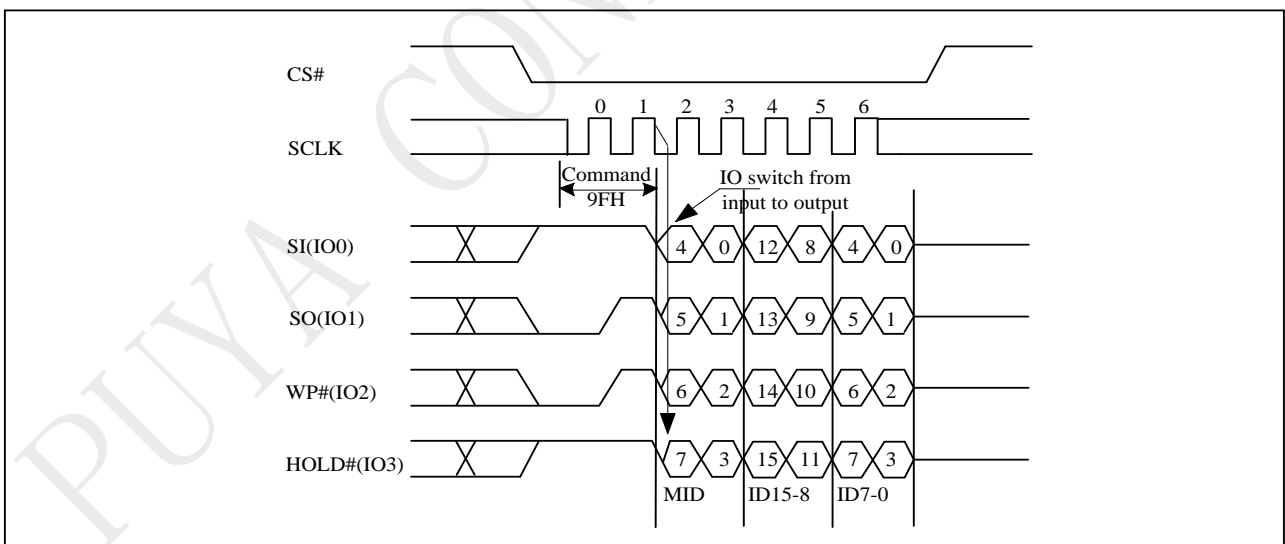 PUYA CON
CS#
0 1 2 3 4 5 6
SCLK
Command
9FH
IO switch from
input to output
SI(IO0)
4 0 12 8 4 0
SO(IO1)
5 1 13 9 5 1
WP#(IO2)
6 2 14 10 6 2
HOLD#(IO3)
7 3 15 11 7 3
MID ID15-8 ID7-0